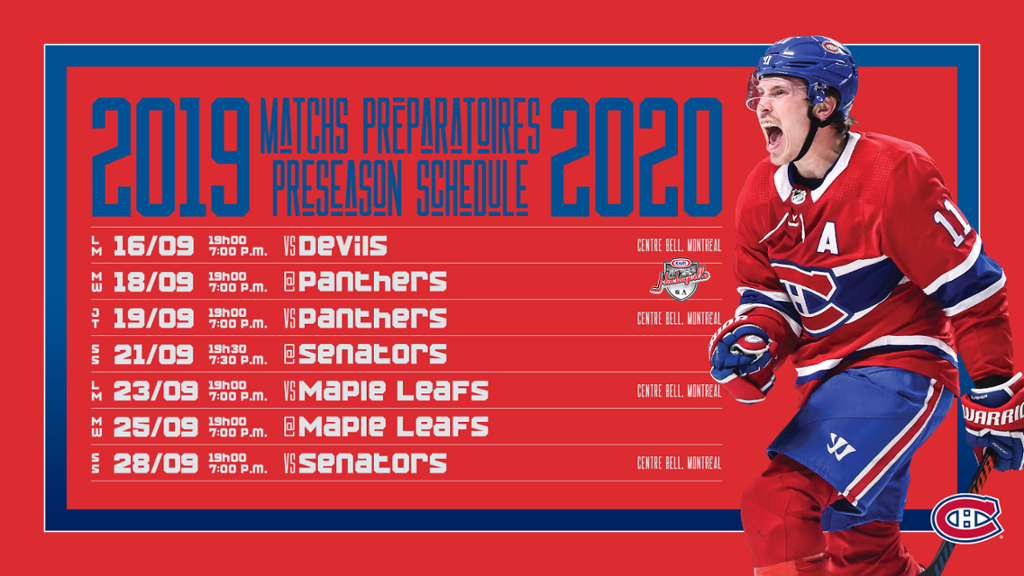 2019 MATCHS PRÉPARATOIRES 2020
PRESEASON SCHEDULE
L M 16/09 19h00 7:00 P.M. VS Devils CENTRE BELL, MONTREAL
M W 18/09 19h00 7:00 P.M. @ Panthers
J T 19/09 19h00 7:00 P.M. VS Panthers CENTRE BELL, MONTREAL
S S 21/09 19h30 7:30 P.M. @ Senators
L M 23/09 19h00 7:00 P.M. VS Maple Leafs CENTRE BELL, MONTREAL
M W 25/09 19h00 7:00 P.M. @ Maple Leafs
S S 28/09 19h00 7:00 P.M. VS Senators CENTRE BELL, MONTREAL
A
11
WARRIO